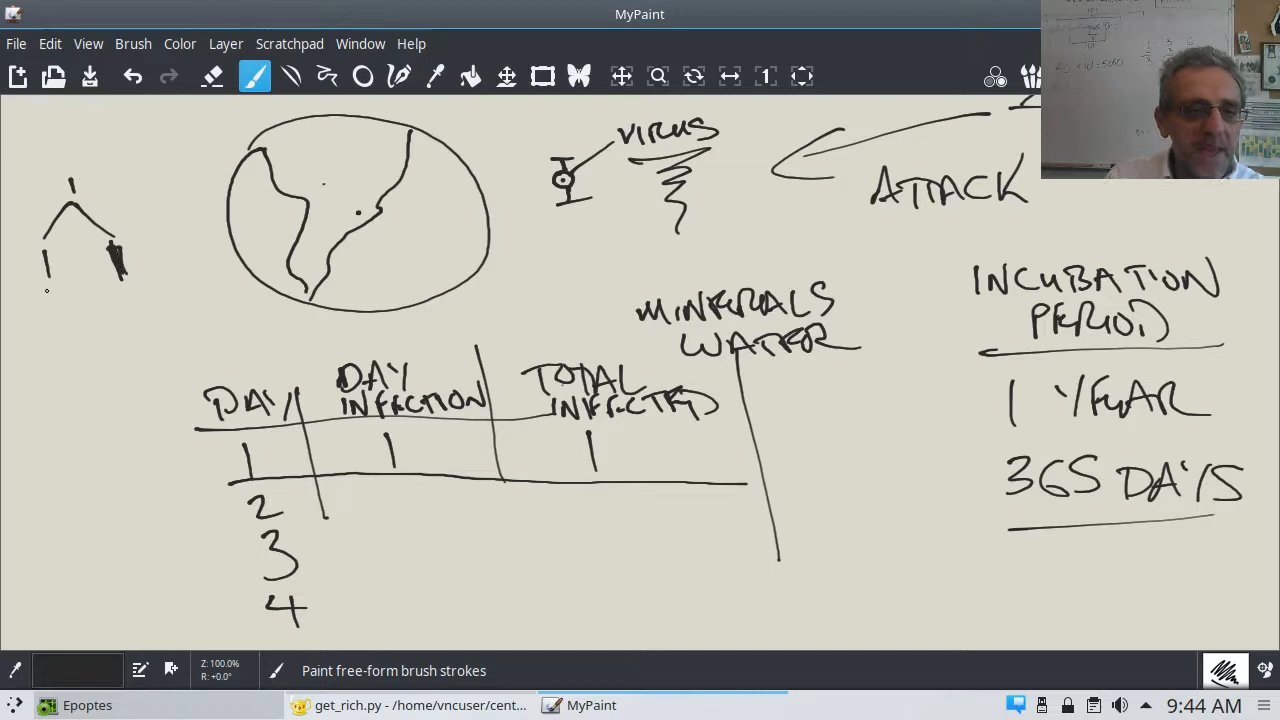 MyPaint
File Edit View Brush Color Layer Scratchpad Window Help
VIRUS
ATTACK
INCUBATION
PERIOD
1 YEAR
365 DAYS
MINERALS
WATER
DAY DAY INFECTION TOTAL INFECTED
1 1 1
2
3
4
Z: 100.0%
R: +0.0°
Paint free-form brush strokes
Epoptes
get_rich.py - /home/vncuser/cent...
MyPaint
9:44 AM